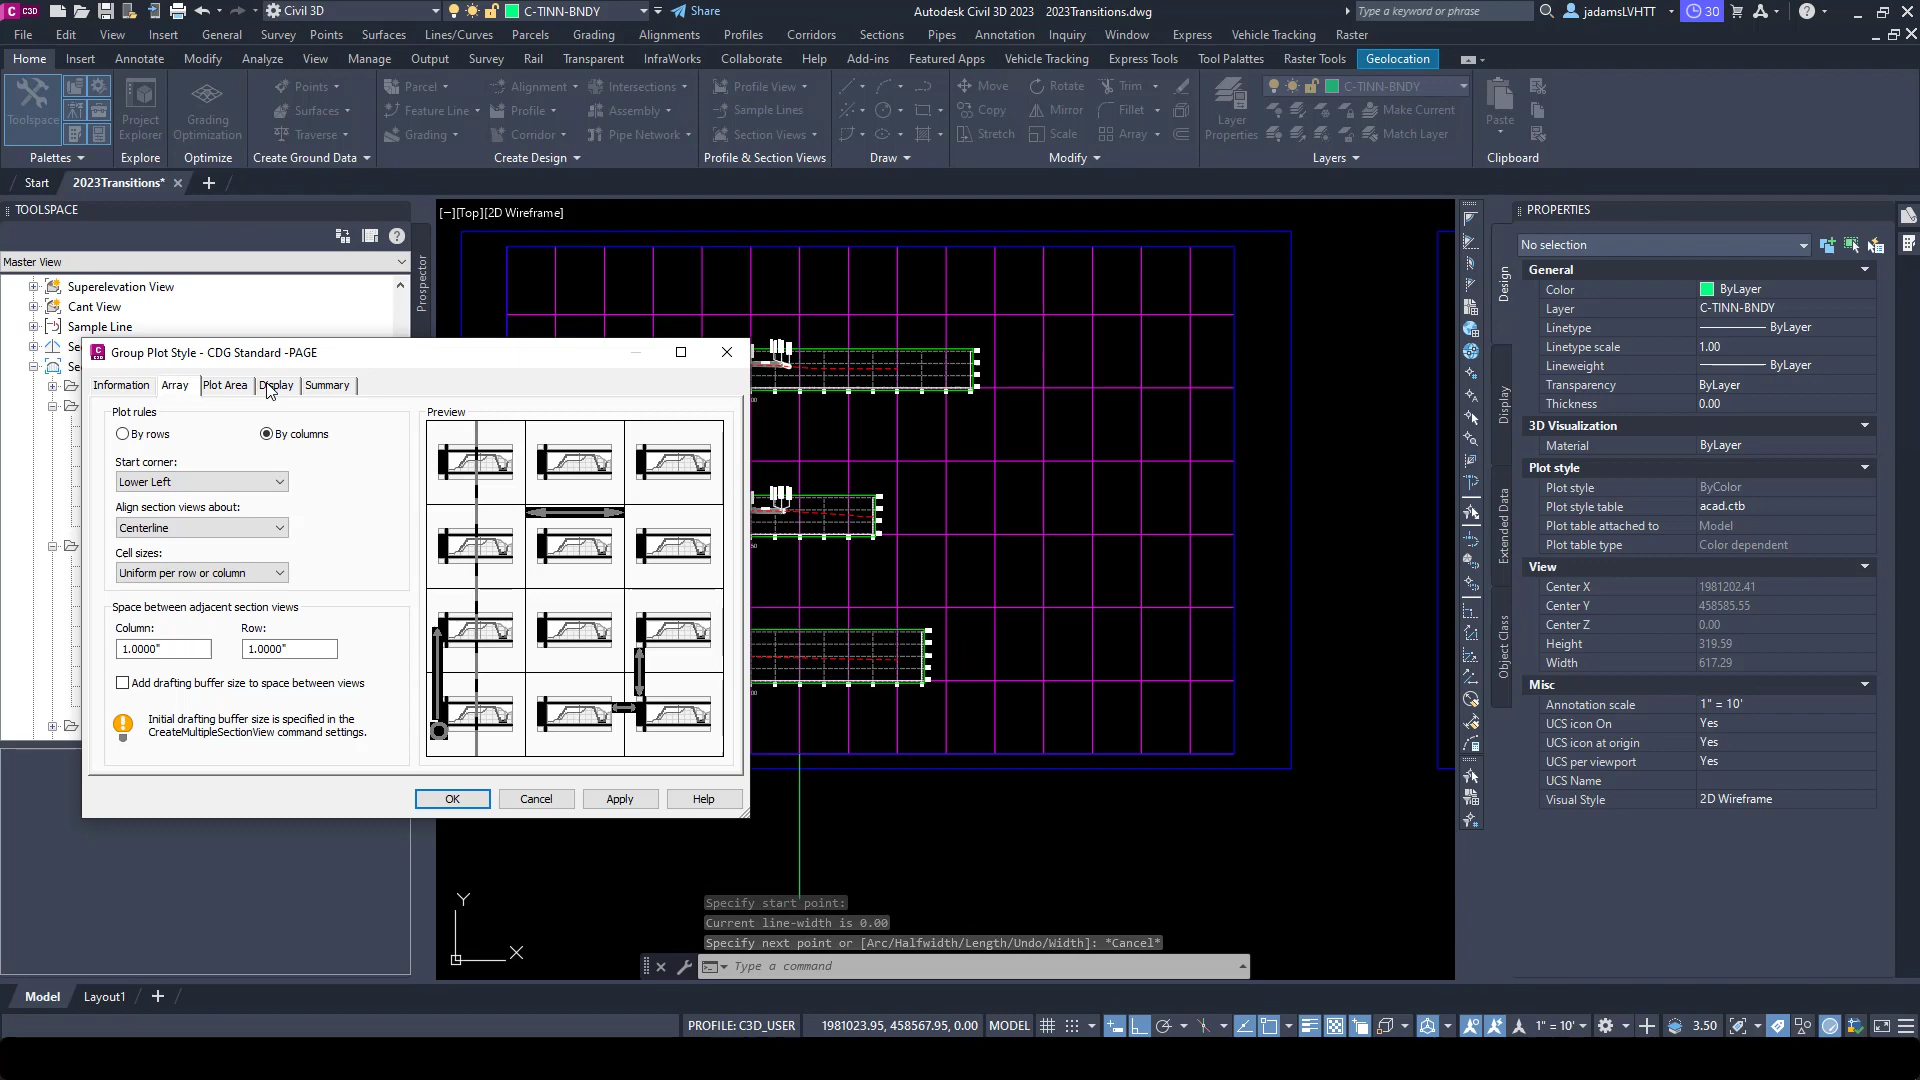 C3D
Civil 3D
C-TINN-BNDY
Share
Autodesk Civil 3D 2023
2023Transitions.dwg
Type a keyword or phrase
jadamsLVHTT
30
File Edit View Insert General Survey Points Surfaces Lines/Curves Parcels Grading Alignments Profiles Corridors Sections Pipes Annotation Inquiry Window Express Vehicle Tracking Raster
Home Insert Annotate Modify Analyze View Manage Output Survey Rail Transparent InfraWorks Collaborate Help Add-ins Featured Apps Vehicle Tracking Express Tools Tool Palettes Raster Tools Geolocation
Toolspace
Palettes
Project Explorer
Explore
Grading Optimization
Optimize
Points
Surfaces
Traverse
Create Ground Data
Parcel
Feature Line
Grading
Alignment
Profile
Corridor
Intersections
Assembly
Pipe Network
Create Design
Profile View
Sample Lines
Section Views
Profile & Section Views
Draw
Move
Copy
Stretch
Rotate
Mirror
Scale
Trim
Fillet
Array
Modify
Layer Properties
C-TINN-BNDY
Make Current
Match Layer
Layers
Paste
Clipboard
Start
2023Transitions*
TOOLSPACE
Master View
Superelevation View
Cant View
Sample Line
Se
Se
Prospector
[−][Top][2D Wireframe]
Group Plot Style - CDG Standard -PAGE
Information Array Plot Area Display Summary
Plot rules
By rows
By columns
Start corner:
Lower Left
Align section views about:
Centerline
Cell sizes:
Uniform per row or column
Space between adjacent section views
Column:
Row:
1.0000"
1.0000"
Add drafting buffer size to space between views
Initial drafting buffer size is specified in the
CreateMultipleSectionView command settings.
Preview
OK
Cancel
Apply
Help
Y
X
Specify start point:
Current line-width is 0.00
Specify next point or [Arc/Halfwidth/Length/Undo/Width]: *Cancel*
Type a command
PROPERTIES
No selection
Design
Display
Extended Data
Object Class
General
Color ByLayer
Layer C-TINN-BNDY
Linetype ByLayer
Linetype scale 1.00
Lineweight ByLayer
Transparency ByLayer
Thickness 0.00
3D Visualization
Material ByLayer
Plot style
Plot style ByColor
Plot style table acad.ctb
Plot table attached to Model
Plot table type Color dependent
View
Center X 1981202.41
Center Y 458585.55
Center Z 0.00
Height 319.59
Width 617.29
Misc
Annotation scale 1" = 10'
UCS icon On Yes
UCS icon at origin Yes
UCS per viewport Yes
UCS Name
Visual Style 2D Wireframe
Model
Layout1
PROFILE: C3D_USER
1981023.95, 458567.95, 0.00
MODEL
1" = 10'
3.50